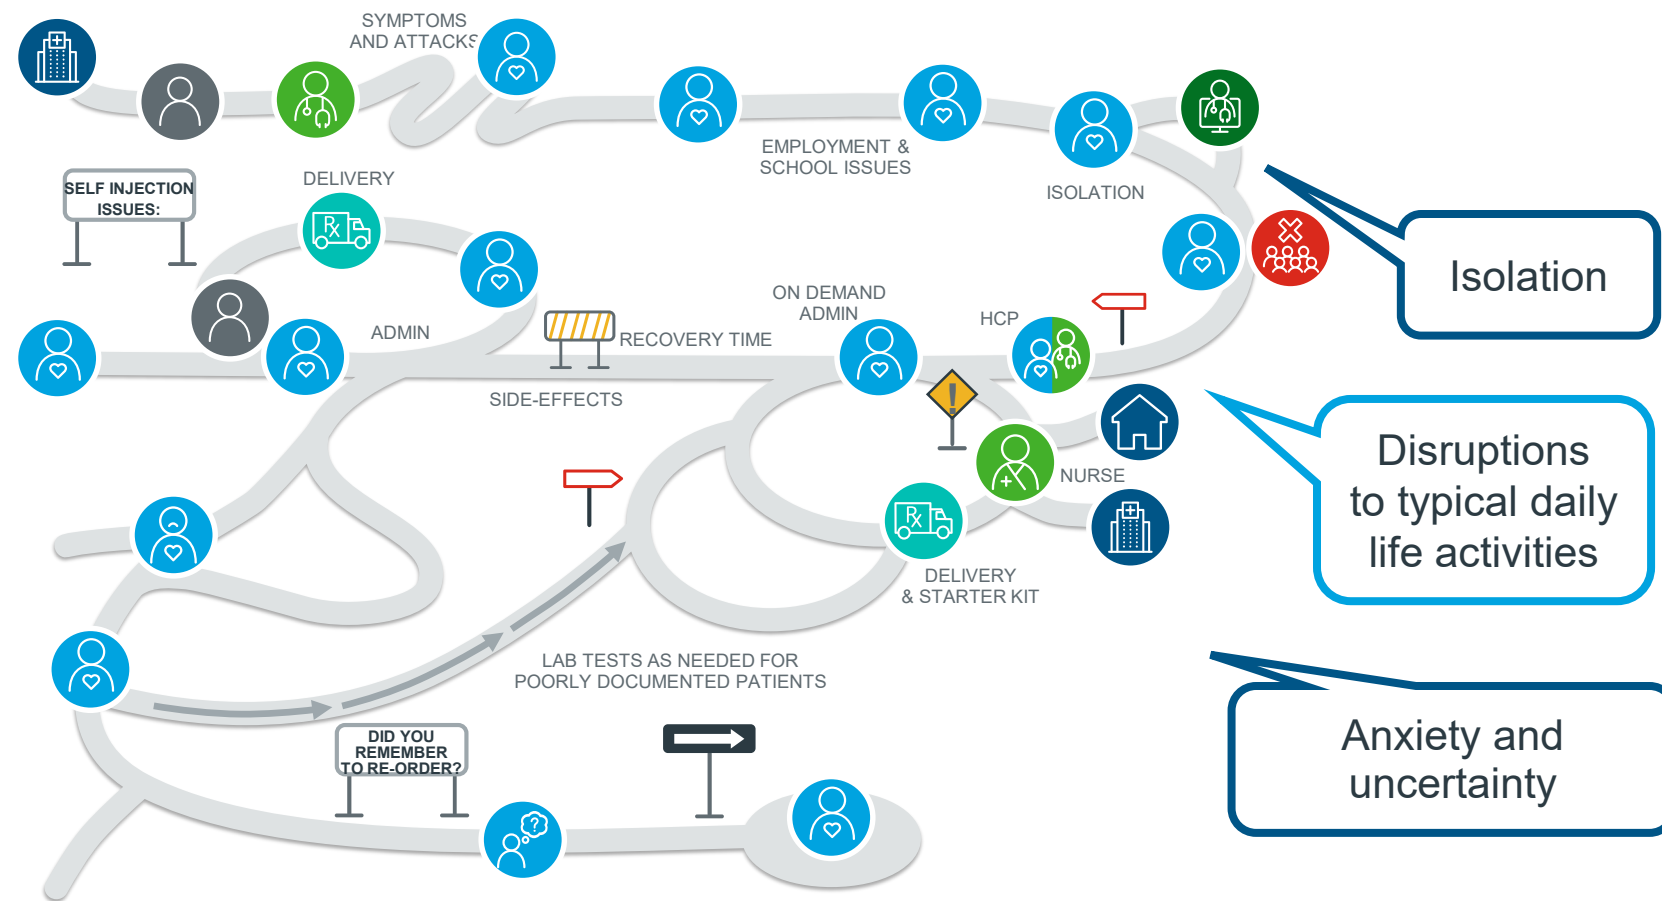 SYMPTOMS
AND ATTACKS
EMPLOYMENT &
SCHOOL ISSUES
ISOLATION
SELF INJECTION
ISSUES:
DELIVERY
Rx
ADMIN
RECOVERY TIME
SIDE-EFFECTS
ON DEMAND
ADMIN
HCP
!
NURSE
Rx
DELIVERY
& STARTER KIT
LAB TESTS AS NEEDED FOR
POORLY DOCUMENTED PATIENTS
DID YOU
REMEMBER
TO RE-ORDER?
?
Isolation
Disruptions
to typical daily
life activities
Anxiety and
uncertainty